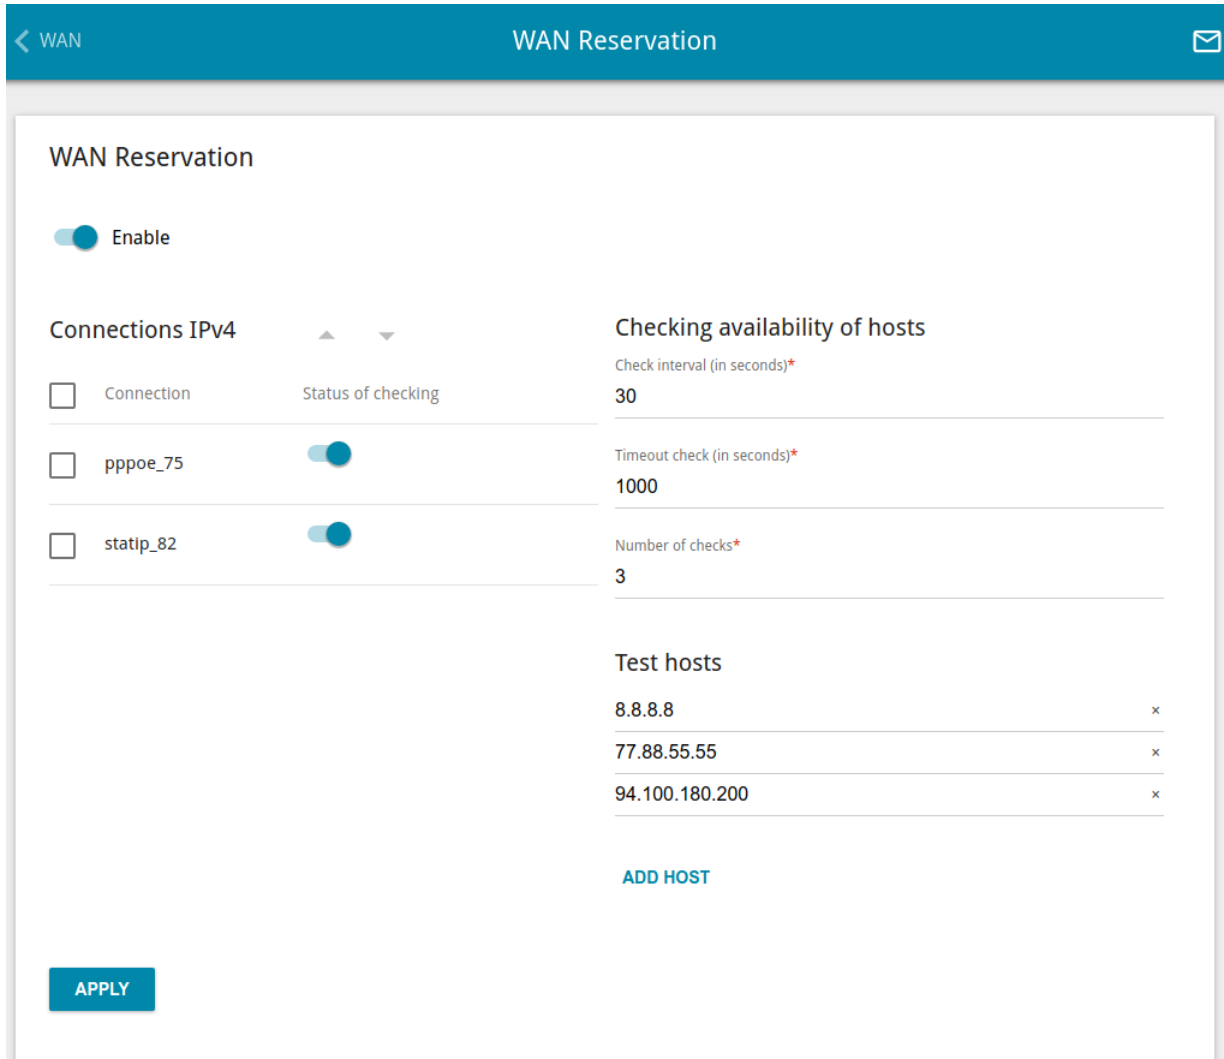 WAN
WAN Reservation
WAN Reservation
Enable
Connections IPv4
Connection Status of checking
pppoe_75
statip_82
Checking availability of hosts
Check interval (in seconds)*
30
Timeout check (in seconds)*
1000
Number of checks*
3
Test hosts
8.8.8.8 ×
77.88.55.55 ×
94.100.180.200 ×
ADD HOST
APPLY